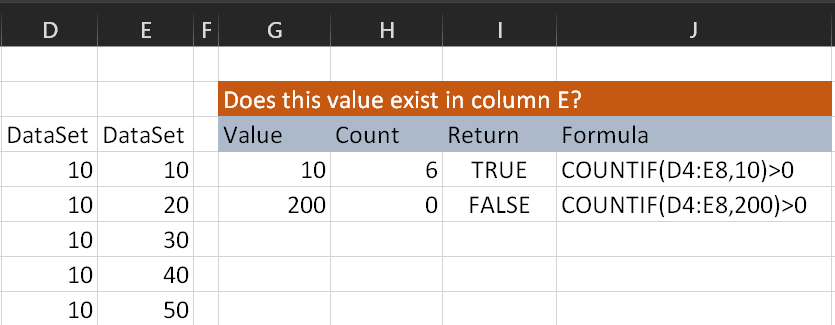 D E F G H I J
Does this value exist in column E?
DataSet DataSet Value Count Return Formula
10 10 10 6 TRUE COUNTIF(D4:E8,10)>0
10 20 200 0 FALSE COUNTIF(D4:E8,200)>0
10 30
10 40
10 50